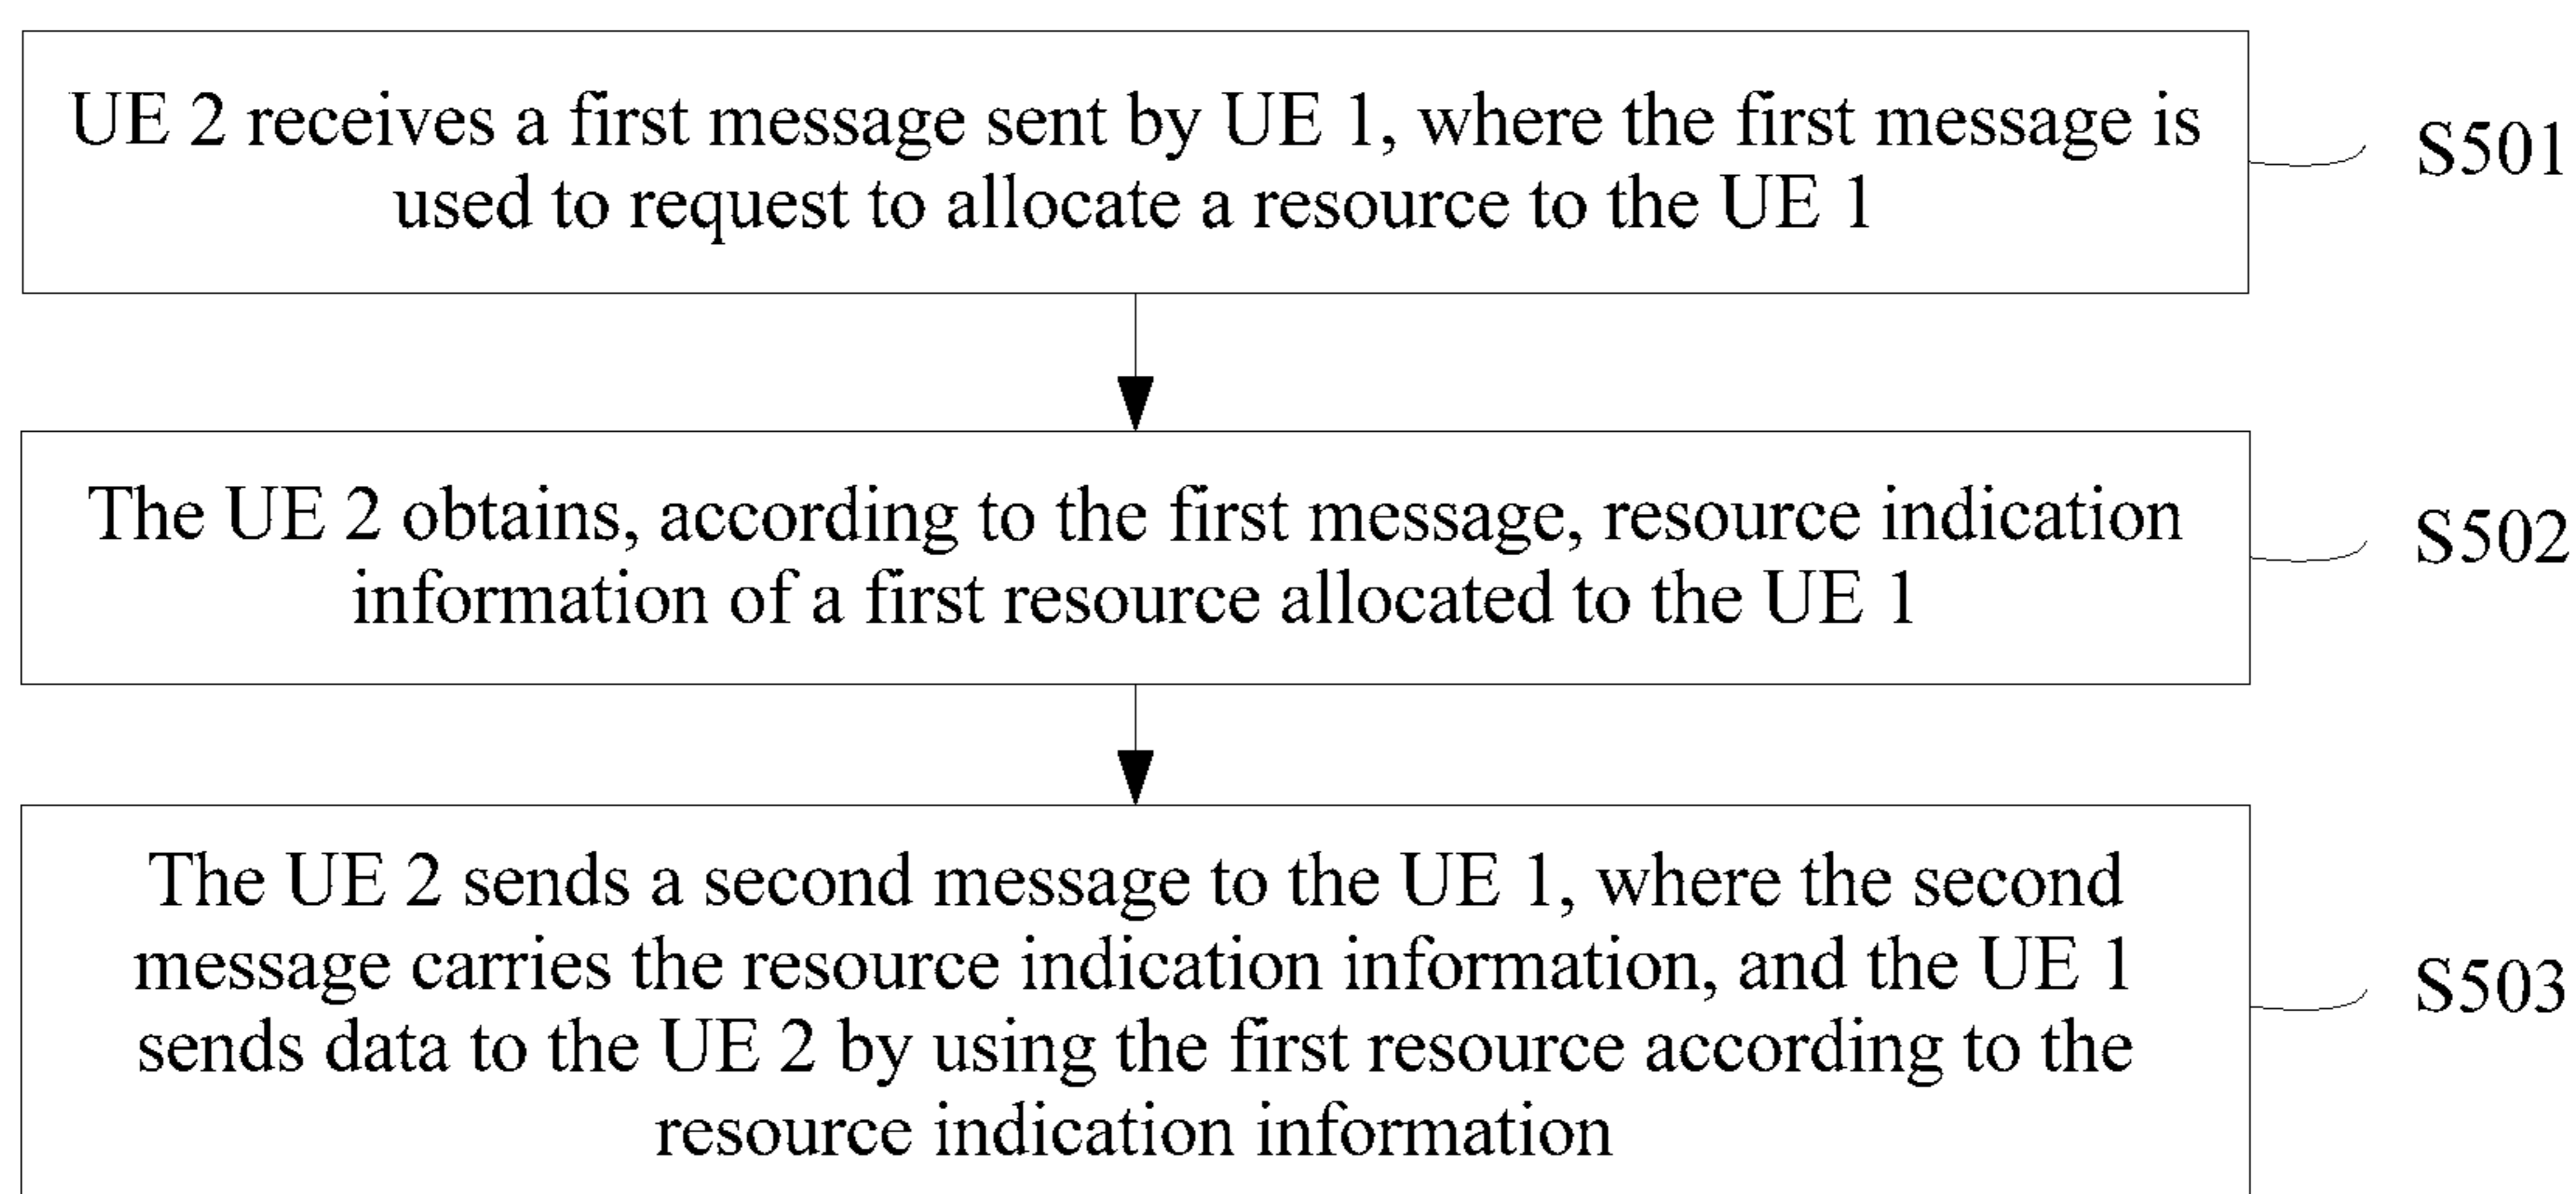 UE 2 receives a first message sent by UE 1, where the first message is
used to request to allocate a resource to the UE 1
S501
The UE 2 obtains, according to the first message, resource indication
information of a first resource allocated to the UE 1
S502
The UE 2 sends a second message to the UE 1, where the second
message carries the resource indication information, and the UE 1
sends data to the UE 2 by using the first resource according to the
resource indication information
S503